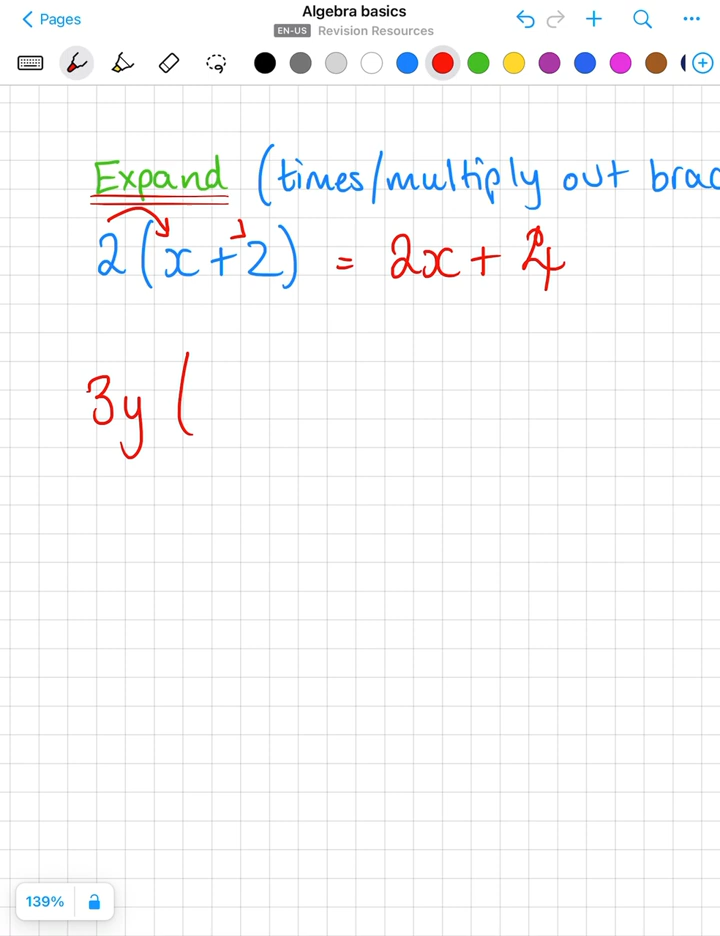 Pages
Algebra basics
EN-US Revision Resources
Expand (times/multiply out brac
2(x+2) = 2x + 4
3y (
139%